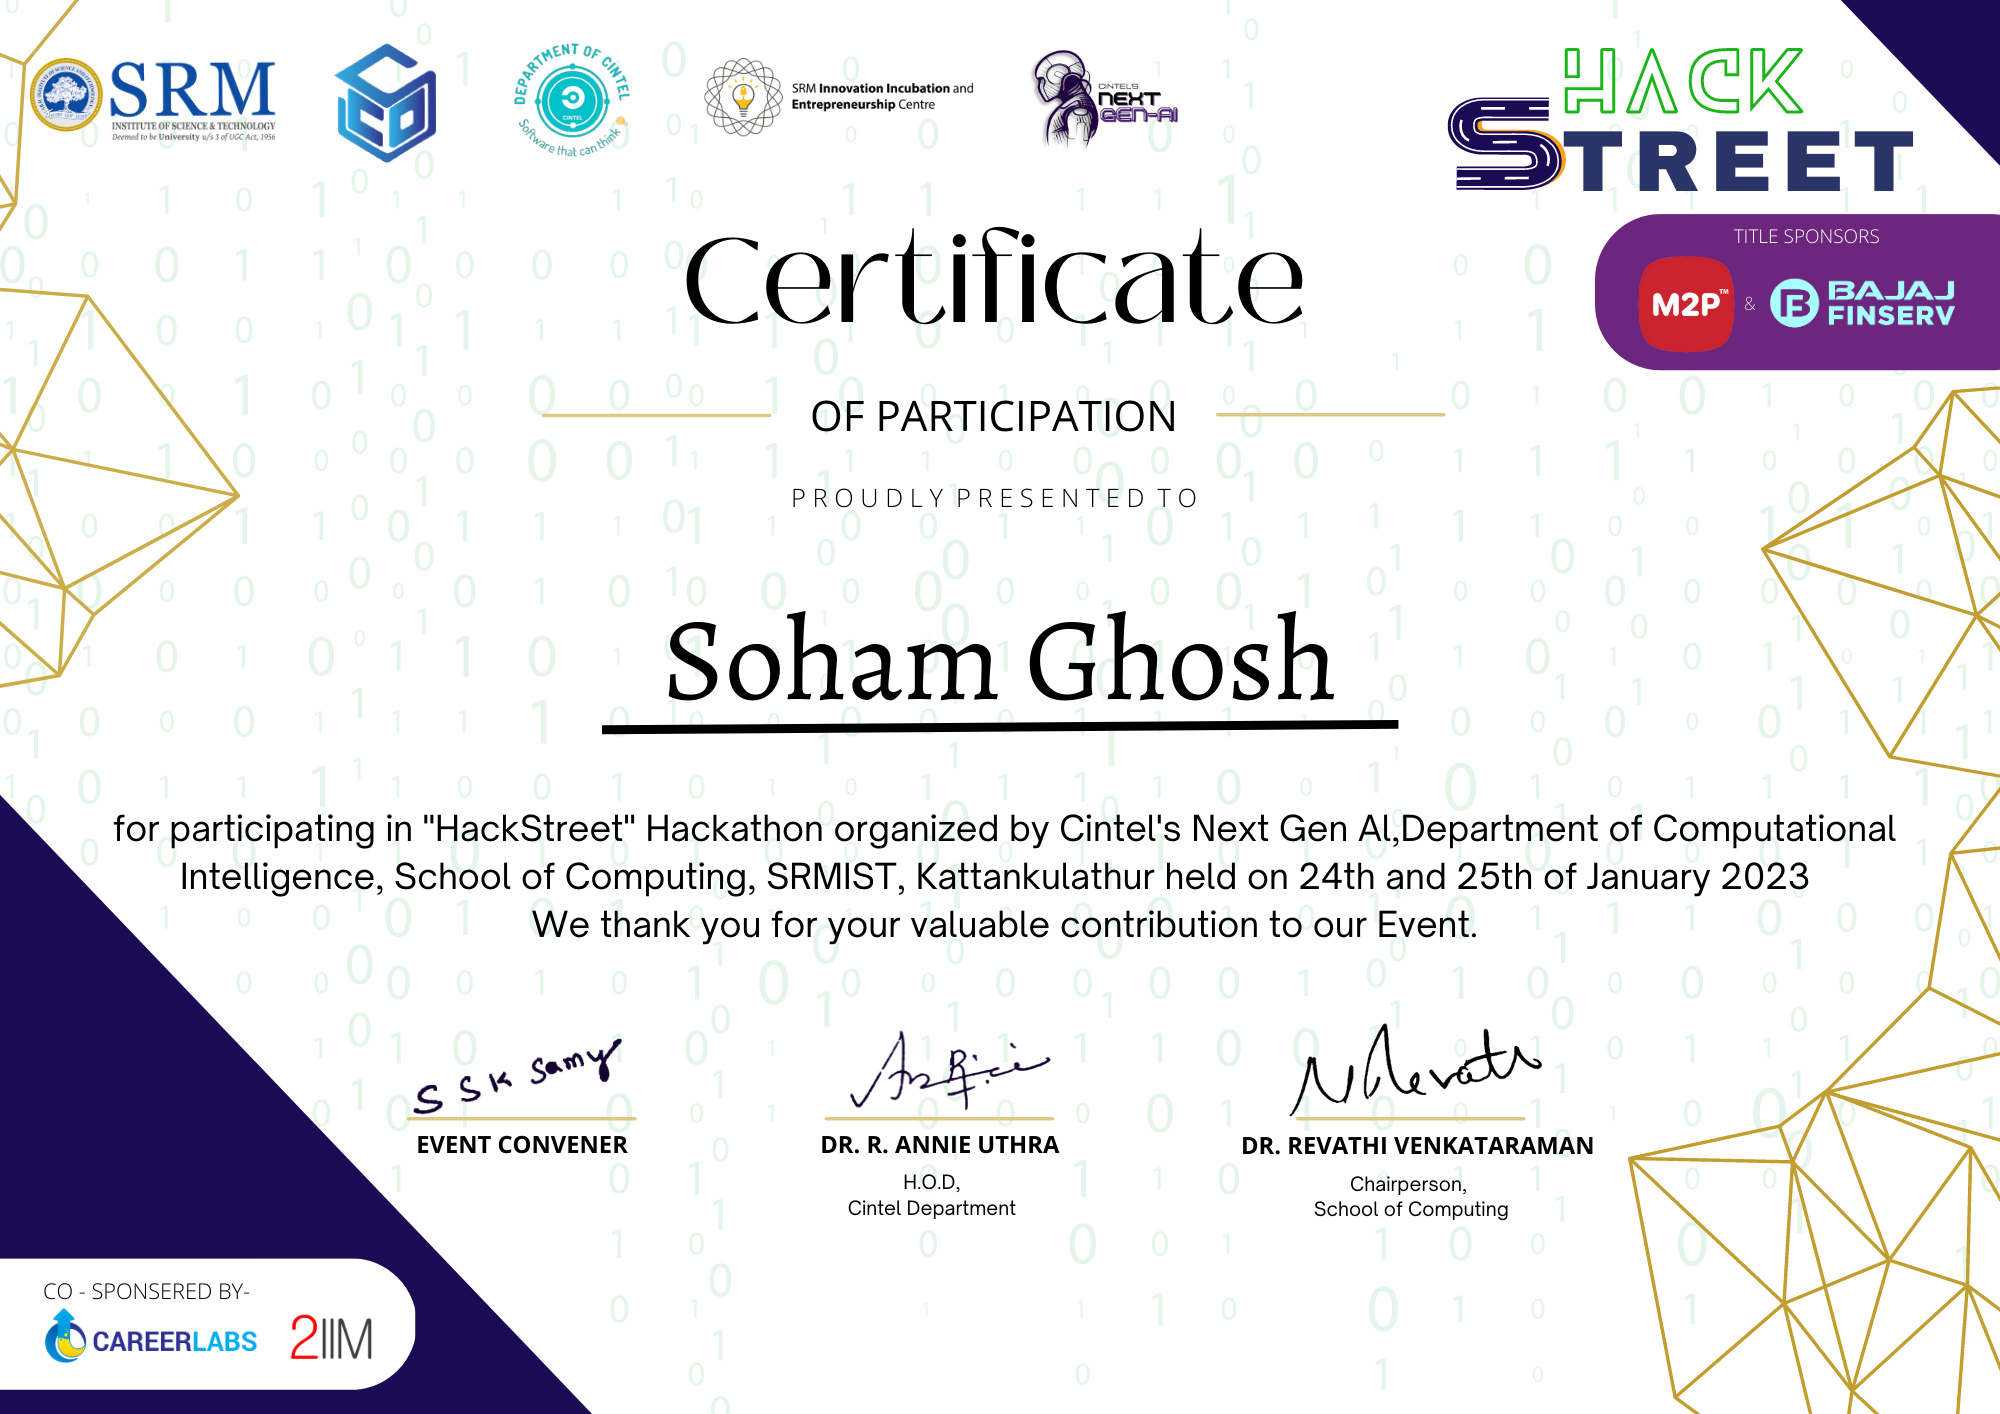 SRM
INSTITUTE OF SCIENCE & TECHNOLOGY
Deemed to be University u/s 3 of UGC Act, 1956
DEPARTMENT OF CINTEL
CINTEL
Software that can think
SRM Innovation Incubation and
Entrepreneurship Centre
CINTEL'S
NEXT
GEN-AI
HACK
STREET
TITLE SPONSORS
M2P™ & BAJAJ
FINSERV
Certificate
OF PARTICIPATION
PROUDLY PRESENTED TO
Soham Ghosh
for participating in "HackStreet" Hackathon organized by Cintel's Next Gen AI,Department of Computational
Intelligence, School of Computing, SRMIST, Kattankulathur held on 24th and 25th of January 2023
We thank you for your valuable contribution to our Event.
S S K Samy
N Revath
EVENT CONVENER
DR. R. ANNIE UTHRA
H.O.D,
Cintel Department
DR. REVATHI VENKATARAMAN
Chairperson,
School of Computing
CO - SPONSERED BY-
CAREERLABS
2IIM